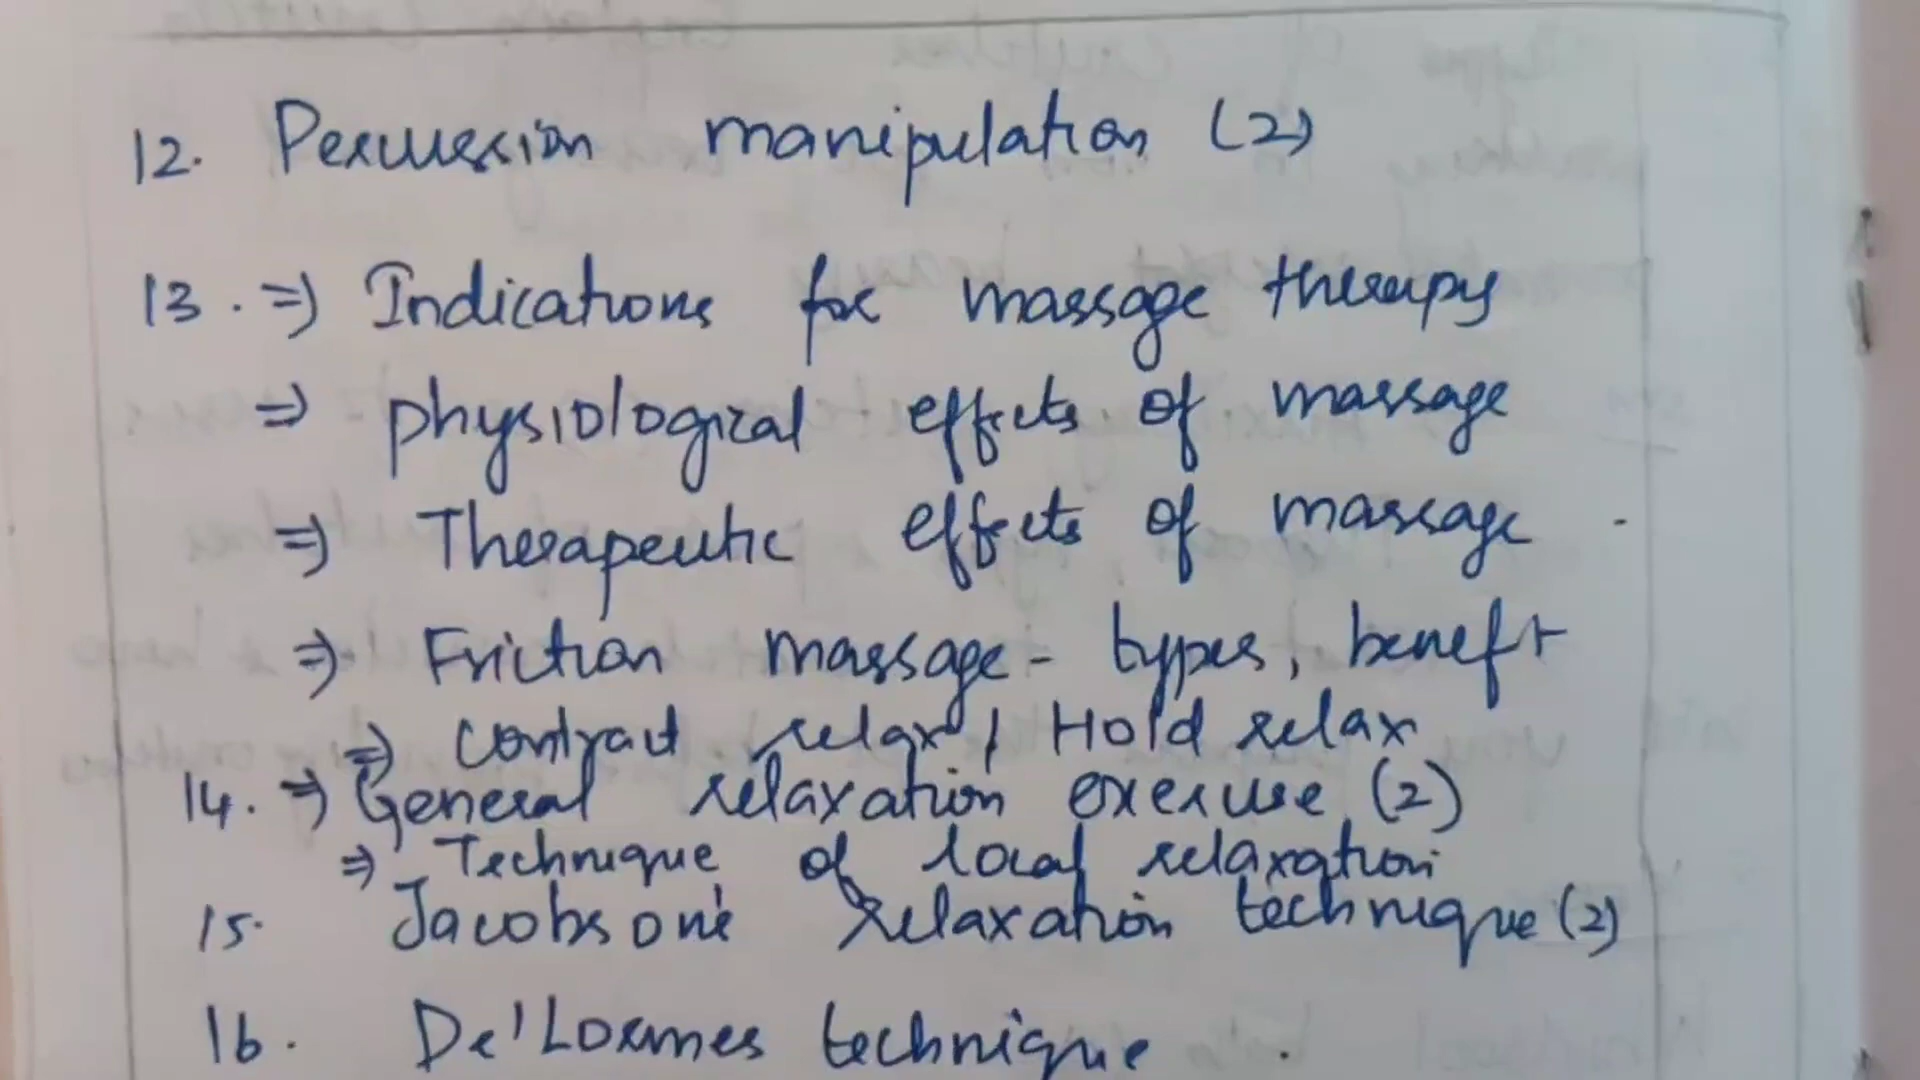 12. Percussion manipulation (2)
13. ⇒ Indications for massage therapy
⇒ physiological effects of massage
⇒ Therapeutic effects of massage
⇒ Friction massage - types, benefit
⇒ contract relax / Hold relax
14. ⇒ General relaxation exercise (2)
⇒ Technique of local relaxation
15. Jacobson's relaxation technique (2)
16. De'Lormes technique